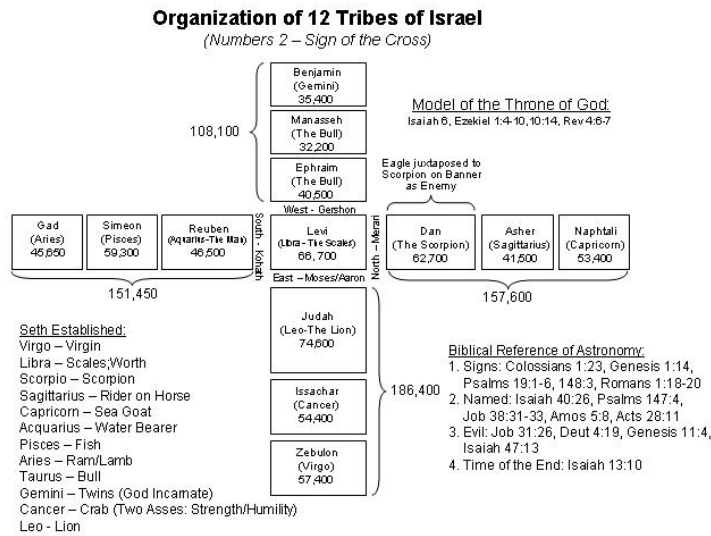 Organization of 12 Tribes of Israel
(Numbers 2 – Sign of the Cross)
Benjamin
(Gemini)
35,400
Manasseh
(The Bull)
32,200
Ephraim
(The Bull)
40,500
108,100
Model of the Throne of God:
Isaiah 6, Ezekiel 1:4-10,10:14, Rev 4:6-7
Eagle juxtaposed to
Scorpion on Banner
as Enemy
West - Gershon
Gad
(Aries)
45,650
Simeon
(Pisces)
59,300
Reuben
(Aquarius-The Man)
46,500
South - Kohath
Levi
(Libra - The Scales)
66,700
North – Merari
Dan
(The Scorpion)
62,700
Asher
(Sagittarius)
41,500
Naphtali
(Capricorn)
53,400
East – Moses/Aaron
151,450
157,600
Judah
(Leo-The Lion)
74,600
Issachar
(Cancer)
54,400
Zebulon
(Virgo)
57,400
186,400
Seth Established:
Virgo – Virgin
Libra – Scales;Worth
Scorpio – Scorpion
Sagittarius – Rider on Horse
Capricorn – Sea Goat
Acquarius – Water Bearer
Pisces – Fish
Aries – Ram/Lamb
Taurus – Bull
Gemini – Twins (God Incarnate)
Cancer – Crab (Two Asses: Strength/Humility)
Leo - Lion
Biblical Reference of Astronomy:
1. Signs: Colossians 1:23, Genesis 1:14,
Psalms 19:1-6, 148:3, Romans 1:18-20
2. Named: Isaiah 40:26, Psalms 147:4,
Job 38:31-33, Amos 5:8, Acts 28:11
3. Evil: Job 31:26, Deut 4:19, Genesis 11:4,
Isaiah 47:13
4. Time of the End: Isaiah 13:10